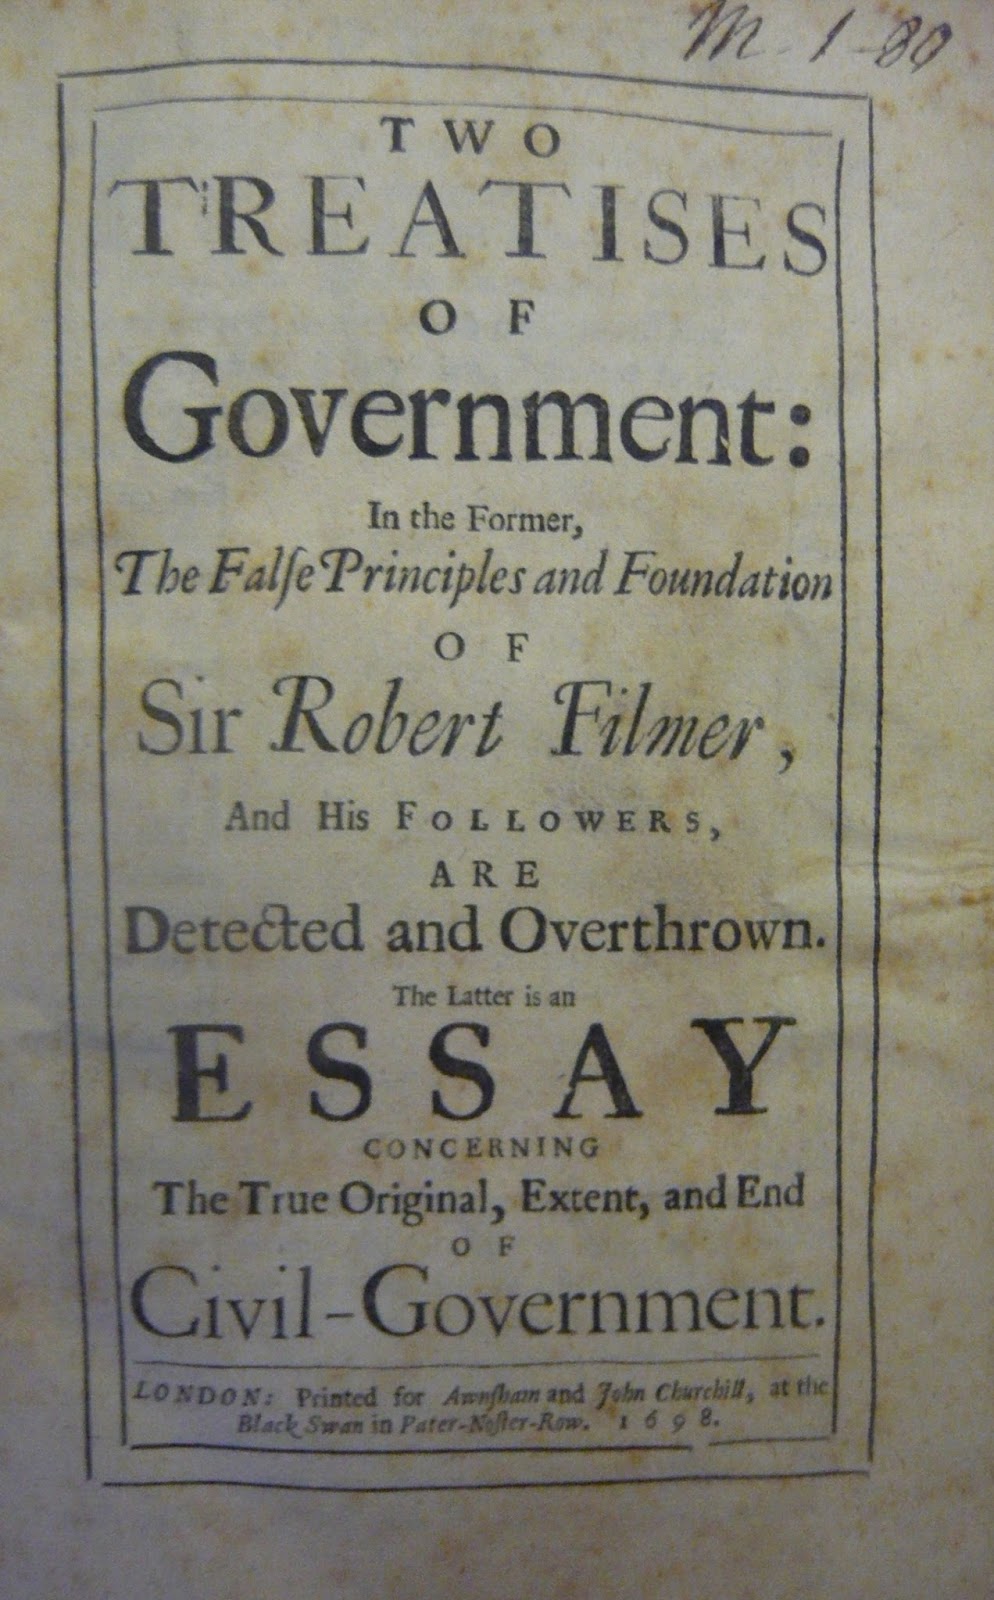 M-1-80
TWO
TREATISES
OF
Government:
In the Former,
The Falſe Principles and Foundation
OF
Sir Robert Filmer,
And His FOLLOWERS,
ARE
Detected and Overthrown.
The Latter is an
ESSAY
CONCERNING
The True Original, Extent, and End
OF
Civil-Government.
LONDON: Printed for Awnſham and John Churchill, at the
Black Swan in Pater-Noſter-Row. 1698.